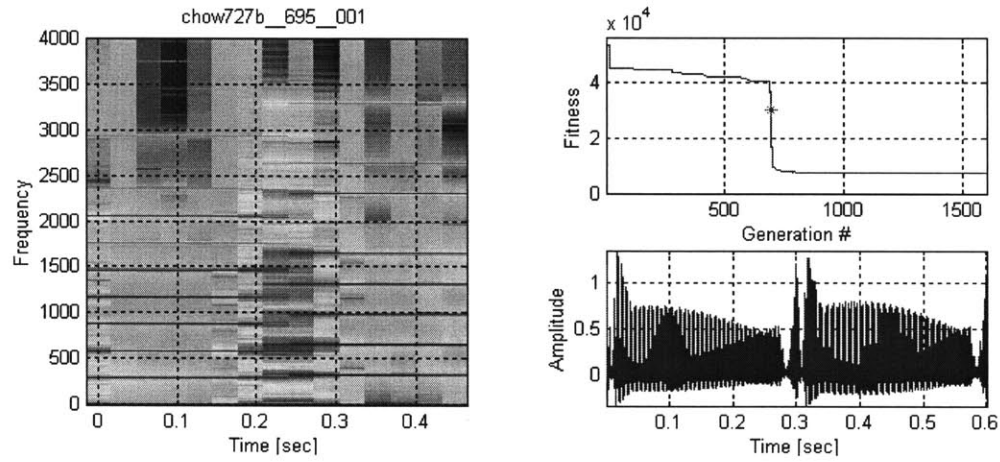 chow727b__695__001
4000
3500
3000
2500
2000
1500
1000
500
0
Frequency
0 0.1 0.2 0.3 0.4
Time [sec]
x 10^4
4
2
0
Fitness
500 1000 1500
Generation #
1
0.5
0
Amplitude
0.1 0.2 0.3 0.4 0.5 0.6
Time [sec]